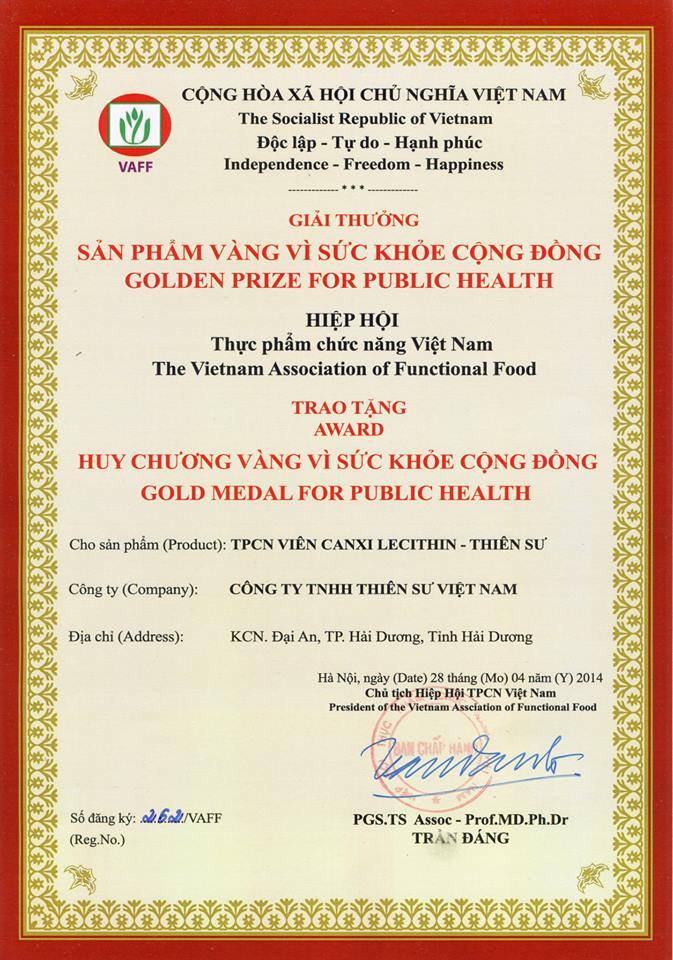 CỘNG HÒA XÃ HỘI CHỦ NGHĨA VIỆT NAM
The Socialist Republic of Vietnam
Độc lập - Tự do - Hạnh phúc
Independence - Freedom - Happiness
------------- * * * -------------
VAFF
GIẢI THƯỞNG
SẢN PHẨM VÀNG VÌ SỨC KHỎE CỘNG ĐỒNG
GOLDEN PRIZE FOR PUBLIC HEALTH
HIỆP HỘI
Thực phẩm chức năng Việt Nam
The Vietnam Association of Functional Food
TRAO TẶNG
AWARD
HUY CHƯƠNG VÀNG VÌ SỨC KHỎE CỘNG ĐỒNG
GOLD MEDAL FOR PUBLIC HEALTH
Cho sản phẩm (Product): TPCN VIÊN CANXI LECITHIN - THIÊN SƯ
Công ty (Company): CÔNG TY TNHH THIÊN SƯ VIỆT NAM
Địa chỉ (Address): KCN. Đại An, TP. Hải Dương, Tỉnh Hải Dương
Hà Nội, ngày (Date) 28 tháng (Mo) 04 năm (Y) 2014
Chủ tịch Hiệp Hội TPCN Việt Nam
President of the Vietnam Assciation of Functional Food
BAN CHẤP HÀNH
Số đăng ký: 262/VAFF
(Reg.No.)
PGS.TS Assoc - Prof.MD.Ph.Dr
TRẦN ĐÁNG